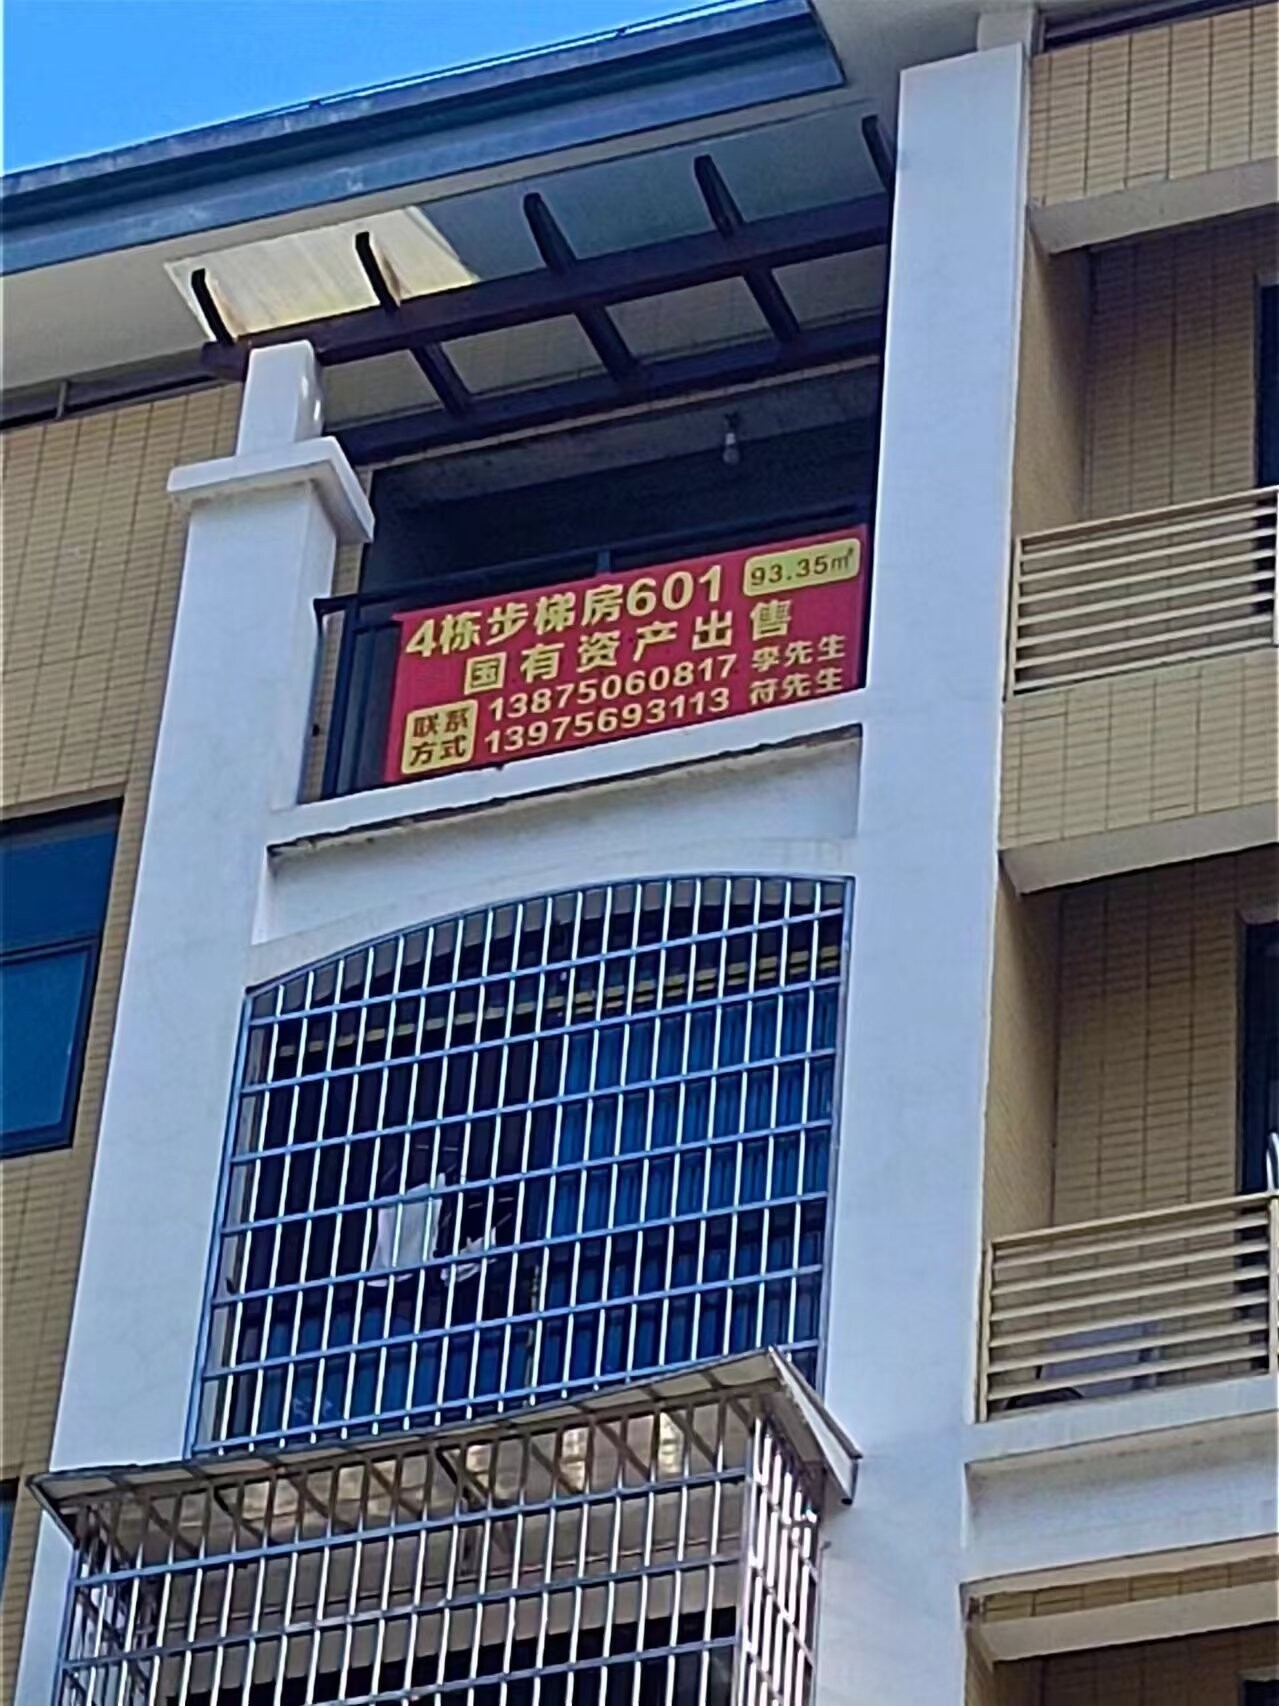 4栋步梯房601 93.35㎡
国有资产出售
联系方式
13875060817 李先生
13975693113 符先生